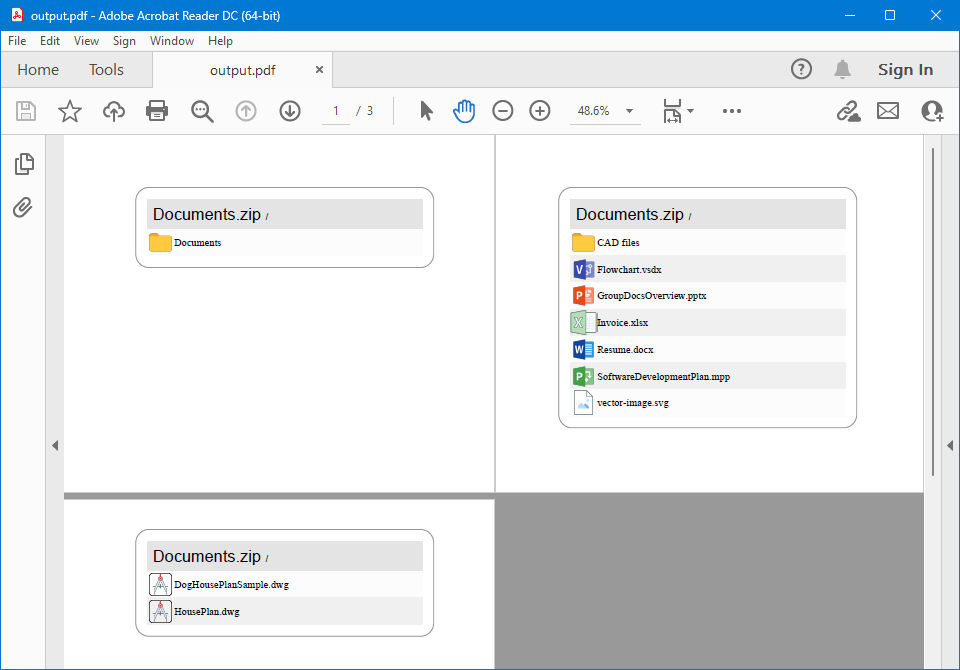 output.pdf - Adobe Acrobat Reader DC (64-bit)
File Edit View Sign Window Help
Home Tools output.pdf × Sign In
1 / 3 48.6%
Documents.zip /
Documents
Documents.zip /
CAD files
Flowchart.vsdx
GroupDocsOverview.pptx
Invoice.xlsx
Resume.docx
SoftwareDevelopmentPlan.mpp
vector-image.svg
Documents.zip /
DogHousePlanSample.dwg
HousePlan.dwg